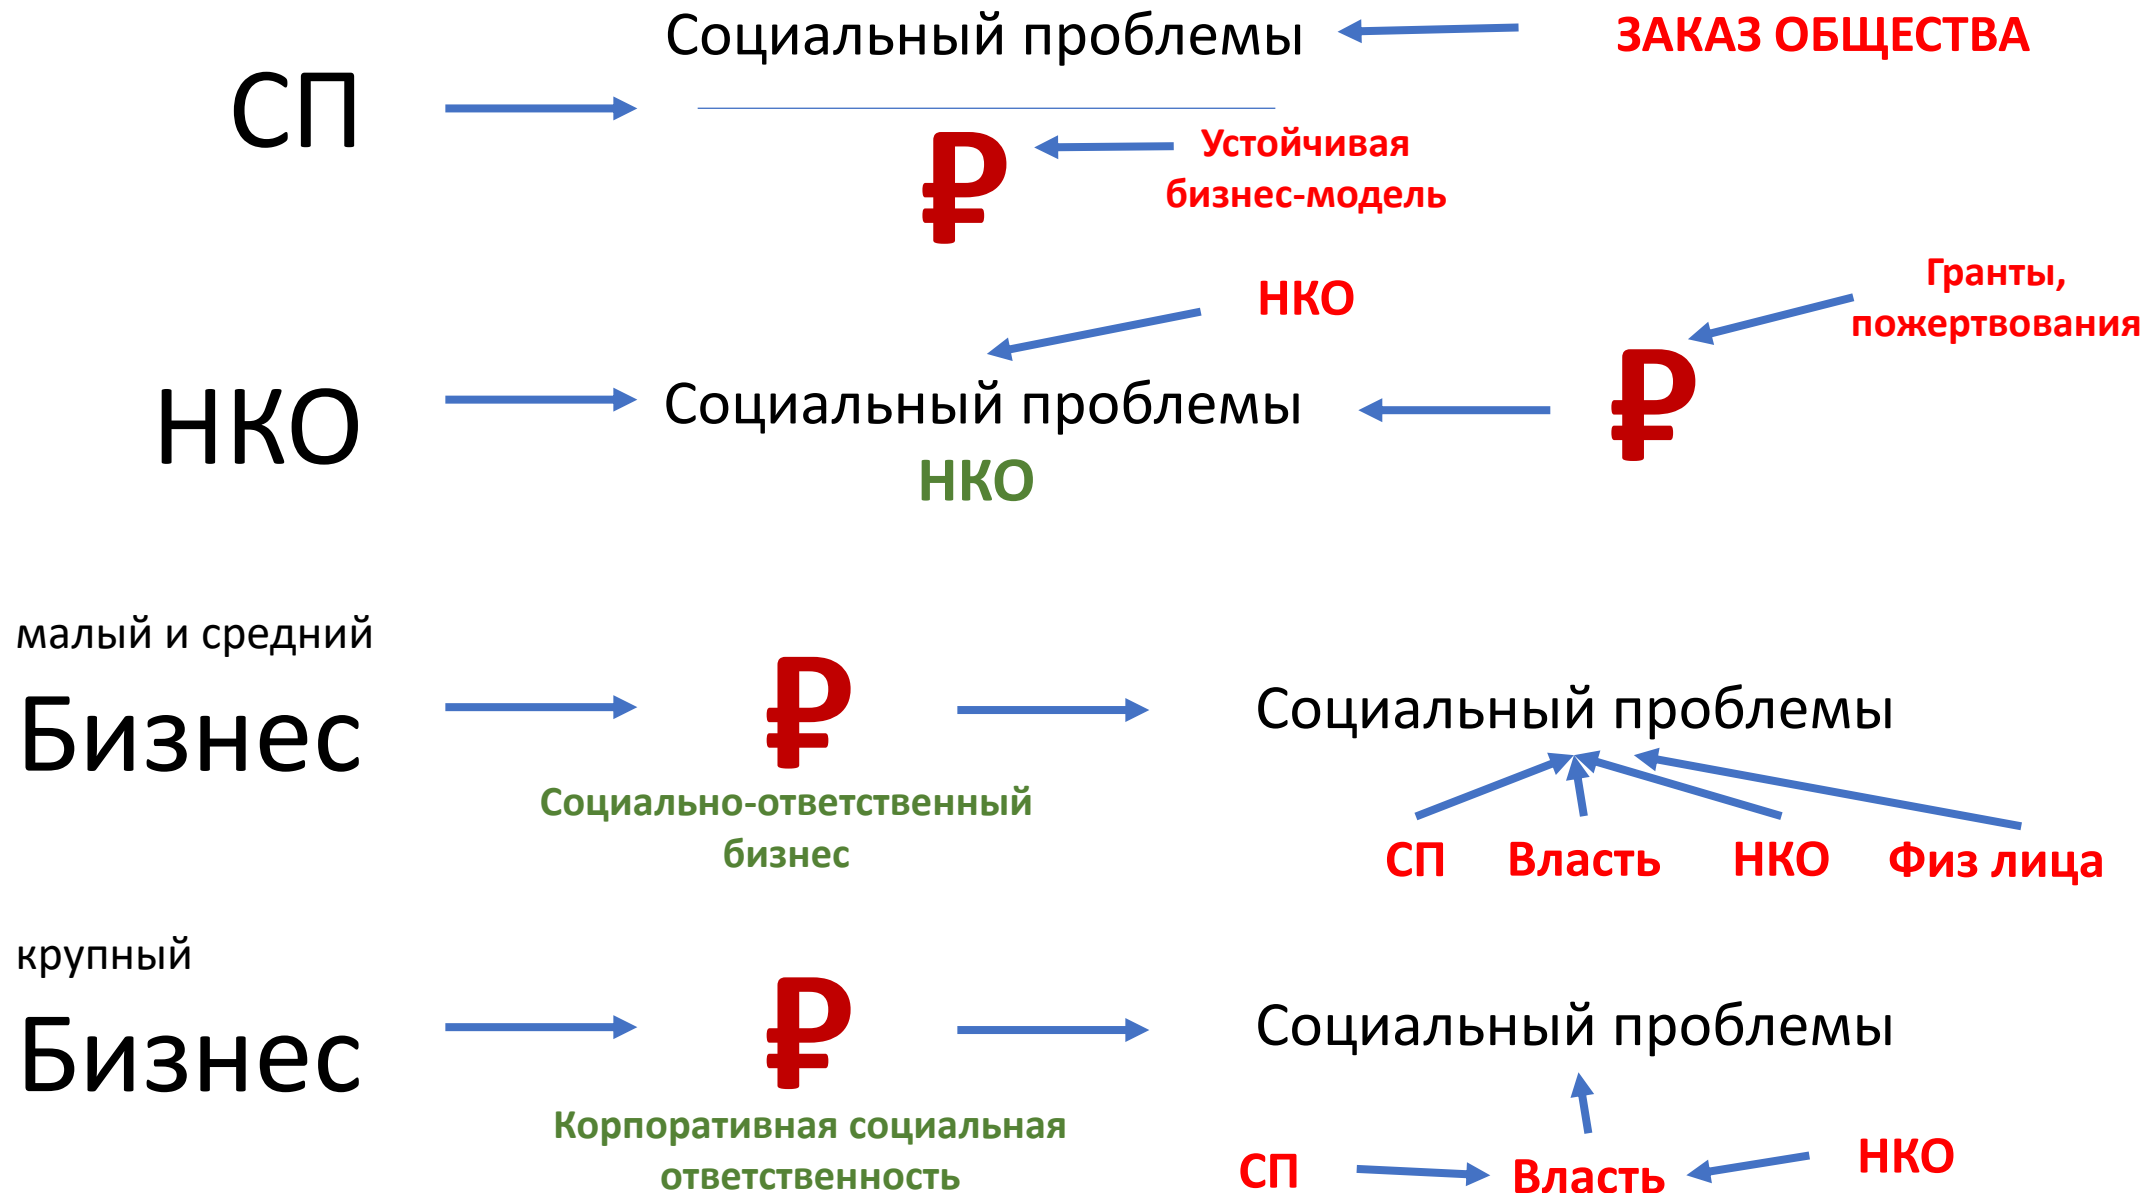 Социальный проблемы
ЗАКАЗ ОБЩЕСТВА
СП
₽
Устойчивая
бизнес-модель
НКО
Гранты,
пожертвования
НКО
Социальный проблемы
₽
НКО
малый и средний
Бизнес
₽
Социальный проблемы
Социально-ответственный
бизнес
СП
Власть
НКО
Физ лица
крупный
Бизнес
₽
Социальный проблемы
Корпоративная социальная
ответственность
СП
Власть
НКО